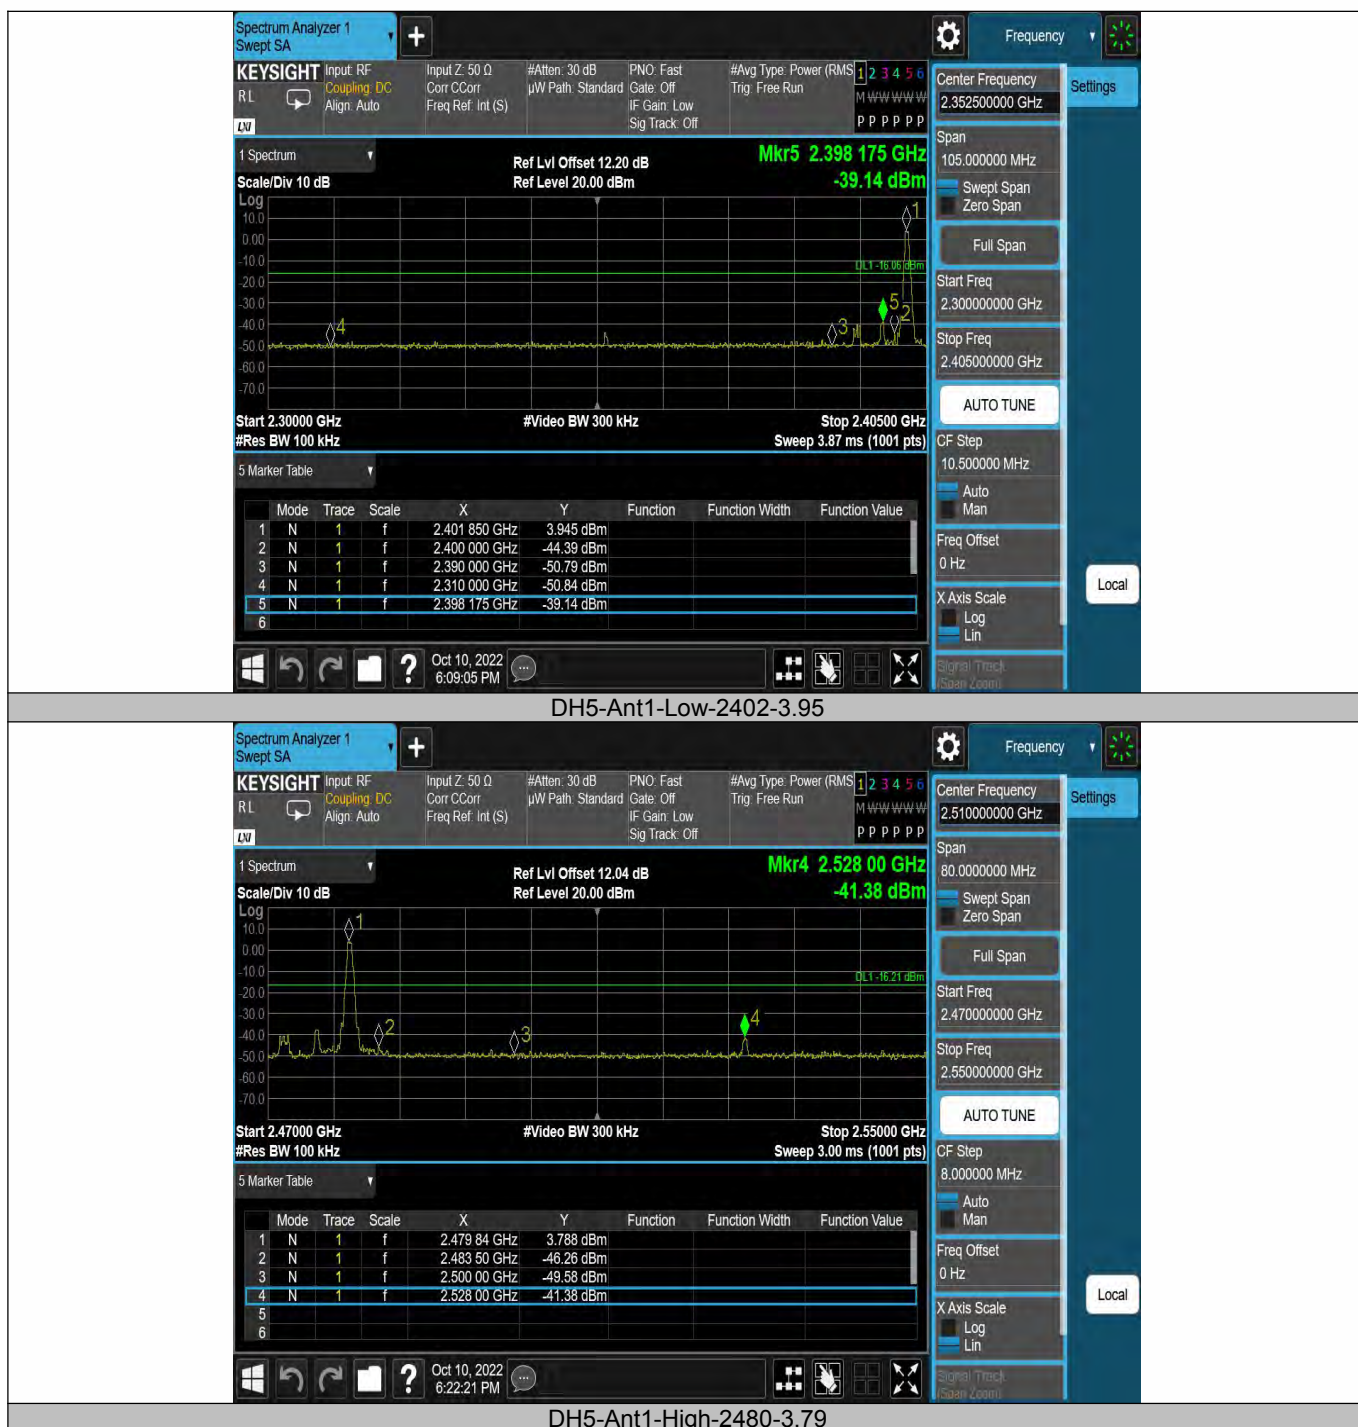 Spectrum Analyzer 1
Swept SA
+
Frequency
KEYSIGHT Input: RF Input Z: 50 Ω #Atten: 30 dB PNO: Fast #Avg Type: Power (RMS 1 2 3 4 5 6
RL Coupling: DC Corr CCorr µW Path: Standard Gate: Off Trig: Free Run M W W W W W
Align: Auto Freq Ref: Int (S) IF Gain: Low
LXI Sig Track: Off P P P P P P
Center Frequency
2.352500000 GHz
Settings
1 Spectrum
Ref Lvl Offset 12.20 dB
Mkr5 2.398 175 GHz
Scale/Div 10 dB
Ref Level 20.00 dBm
-39.14 dBm
Span
105.000000 MHz
Swept Span
Zero Span
Full Span
Start Freq
2.300000000 GHz
Stop Freq
2.405000000 GHz
AUTO TUNE
CF Step
10.500000 MHz
Auto
Man
Freq Offset
0 Hz
Local
X Axis Scale
Log
Lin
Signal Track
(Span Zoom)
Log
10.0
0.00
-10.0
-20.0
-30.0
-40.0
-50.0
-60.0
-70.0
1
DL1 -16.05 dBm
5
2
3
4
Start 2.30000 GHz #Video BW 300 kHz Stop 2.40500 GHz
#Res BW 100 kHz Sweep 3.87 ms (1001 pts)
5 Marker Table
Mode Trace Scale X Y Function Function Width Function Value
1 N 1 f 2.401 850 GHz 3.945 dBm
2 N 1 f 2.400 000 GHz -44.39 dBm
3 N 1 f 2.390 000 GHz -50.79 dBm
4 N 1 f 2.310 000 GHz -50.84 dBm
5 N 1 f 2.398 175 GHz -39.14 dBm
6
? Oct 10, 2022
6:09:05 PM
DH5-Ant1-Low-2402-3.95
Spectrum Analyzer 1
Swept SA
+
Frequency
KEYSIGHT Input: RF Input Z: 50 Ω #Atten: 30 dB PNO: Fast #Avg Type: Power (RMS 1 2 3 4 5 6
RL Coupling: DC Corr CCorr µW Path: Standard Gate: Off Trig: Free Run M W W W W W
Align: Auto Freq Ref: Int (S) IF Gain: Low
LXI Sig Track: Off P P P P P P
Center Frequency
2.510000000 GHz
Settings
1 Spectrum
Ref Lvl Offset 12.04 dB
Mkr4 2.528 00 GHz
Scale/Div 10 dB
Ref Level 20.00 dBm
-41.38 dBm
Span
80.0000000 MHz
Swept Span
Zero Span
Full Span
Start Freq
2.470000000 GHz
Stop Freq
2.550000000 GHz
AUTO TUNE
CF Step
8.000000 MHz
Auto
Man
Freq Offset
0 Hz
Local
X Axis Scale
Log
Lin
Signal Track
(Span Zoom)
Log
10.0
0.00
-10.0
-20.0
-30.0
-40.0
-50.0
-60.0
-70.0
1
DL1 -16.21 dBm
2
3
4
Start 2.47000 GHz #Video BW 300 kHz Stop 2.55000 GHz
#Res BW 100 kHz Sweep 3.00 ms (1001 pts)
5 Marker Table
Mode Trace Scale X Y Function Function Width Function Value
1 N 1 f 2.479 84 GHz 3.788 dBm
2 N 1 f 2.483 50 GHz -46.26 dBm
3 N 1 f 2.500 00 GHz -49.58 dBm
4 N 1 f 2.528 00 GHz -41.38 dBm
5
6
? Oct 10, 2022
6:22:21 PM
DH5-Ant1-High-2480-3.79